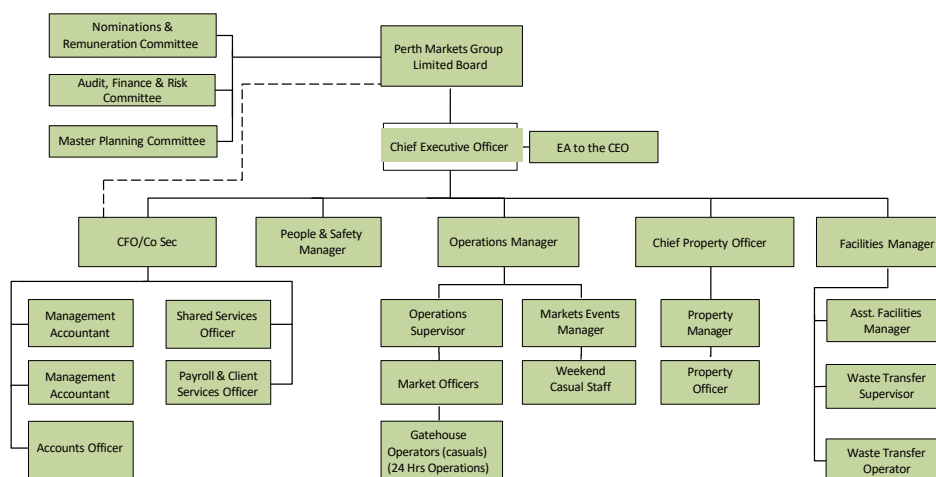 Nominations &
Remuneration Committee
Perth Markets Group
Limited Board
Audit, Finance & Risk
Committee
Master Planning Committee
Chief Executive Officer
EA to the CEO
CFO/Co Sec
People & Safety
Manager
Operations Manager
Chief Property Officer
Facilities Manager
Management
Accountant
Shared Services
Officer
Operations
Supervisor
Markets Events
Manager
Property
Manager
Asst. Facilities
Manager
Management
Accountant
Payroll & Client
Services Officer
Market Officers
Weekend
Casual Staff
Property
Officer
Waste Transfer
Supervisor
Accounts Officer
Gatehouse
Operators (casuals)
(24 Hrs Operations)
Waste Transfer
Operator